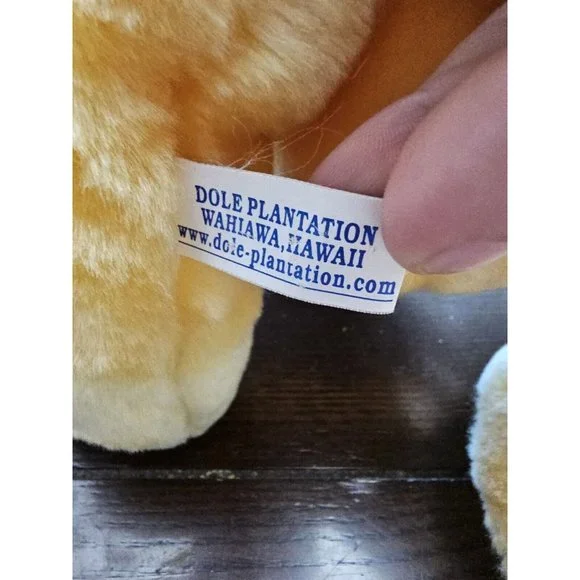 DOLE PLANTATION
WAHIAWA, HAWAII
www.dole-plantation.com